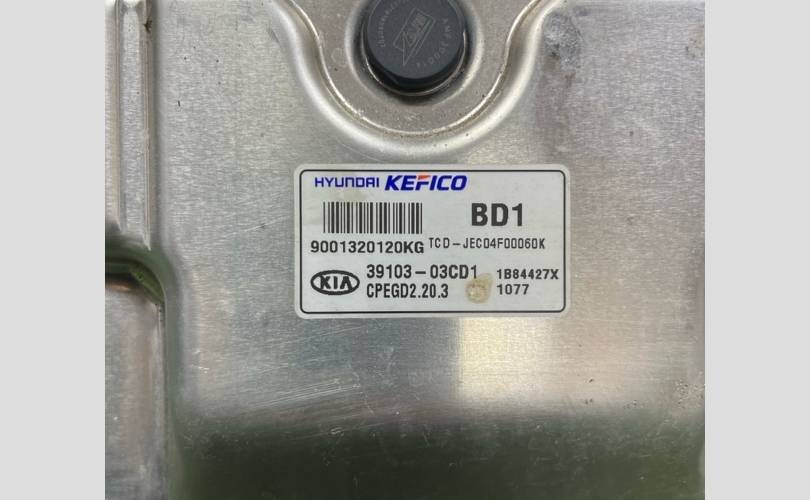 HYUNDAI KEFICO
BD1
9001320120KG TCD-JEC04F00060K
KIA 39103-03CD1 1B84427X
CPEGD2.20.3 1077